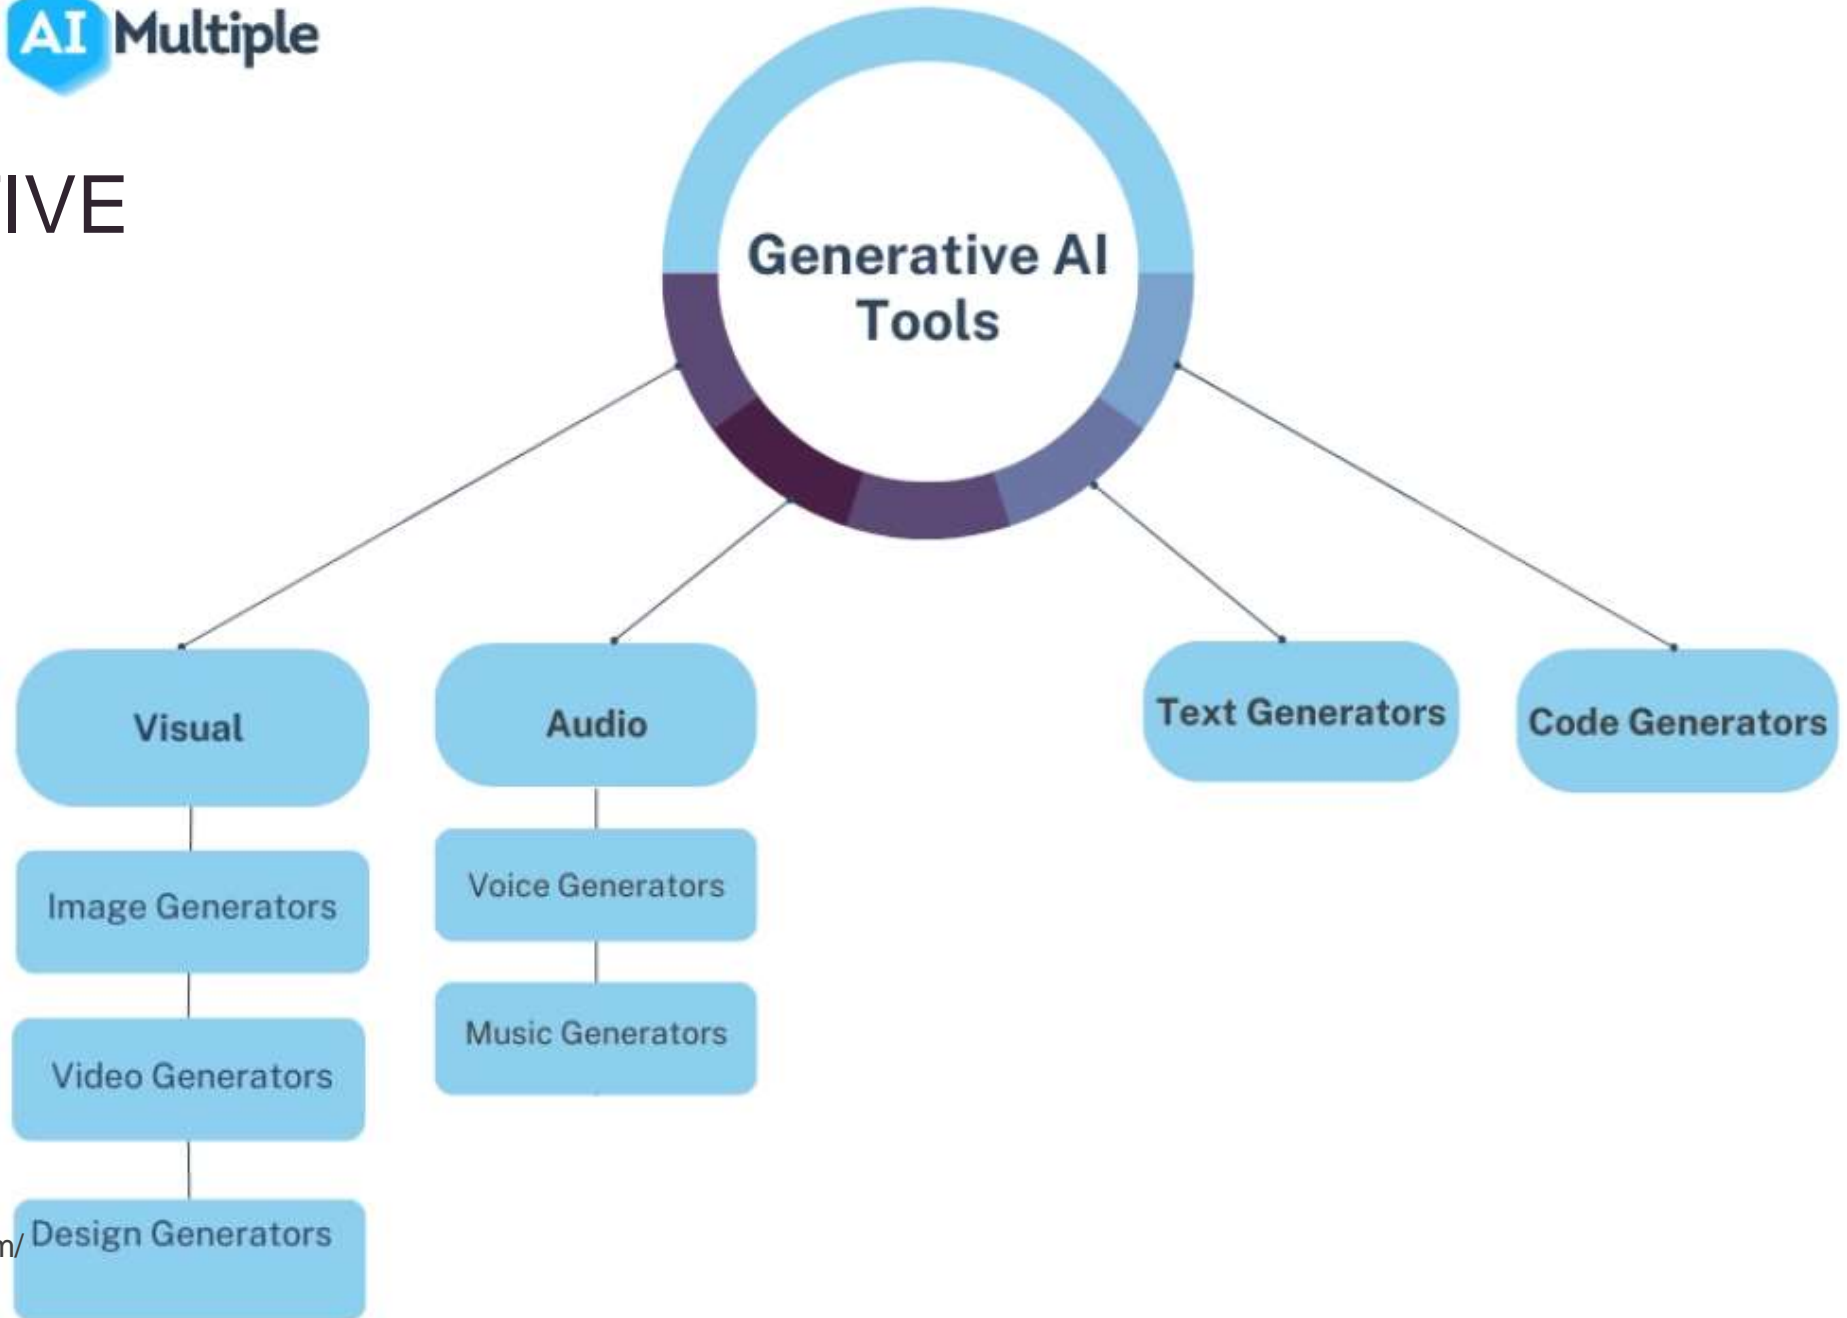 AI Multiple
TIVE
Generative AI
Tools
Visual
Audio
Text Generators
Code Generators
Image Generators
Voice Generators
Video Generators
Music Generators
Design Generators
m/